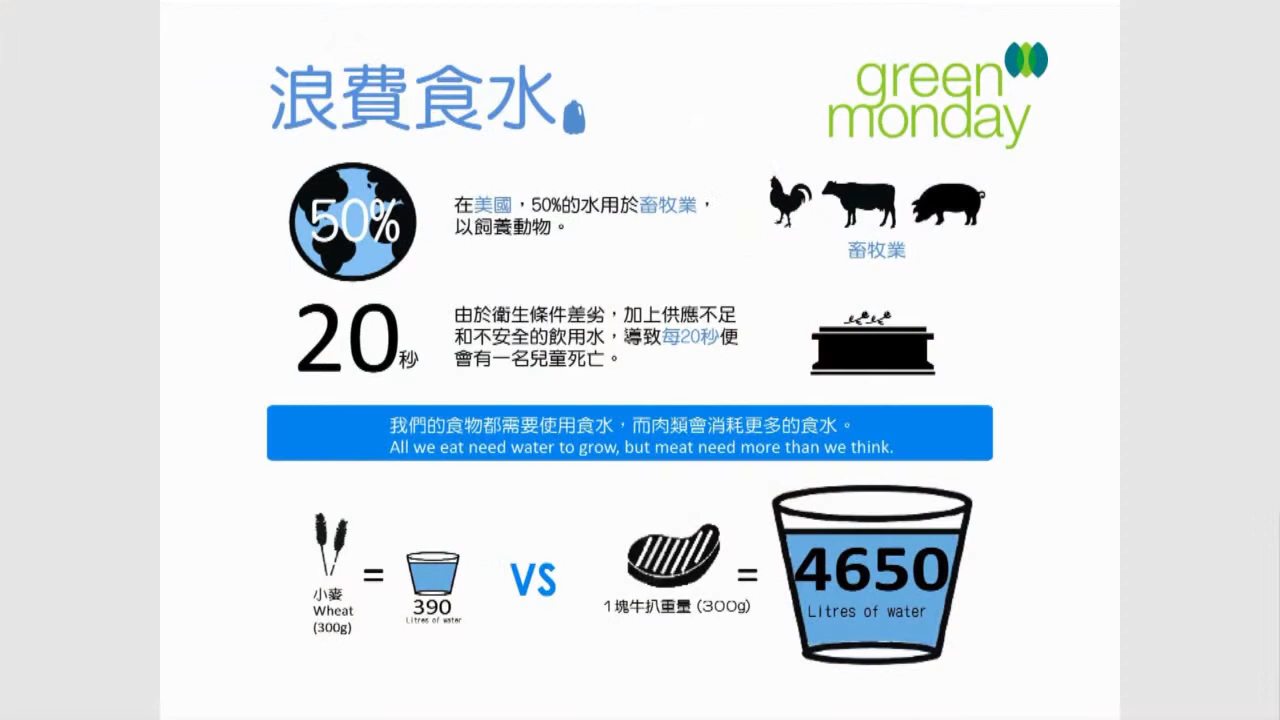 浪費食水
green
monday
50%
在美國，50%的水用於畜牧業，
以飼養動物。
畜牧業
20秒
由於衛生條件差劣，加上供應不足
和不安全的飲用水，導致每20秒便
會有一名兒童死亡。
我們的食物都需要使用食水，而肉類會消耗更多的食水。
All we eat need water to grow, but meat need more than we think.
小麥
Wheat
(300g)
=
390
Litres of water
VS
1塊牛扒重量 (300g)
=
4650
Litres of water